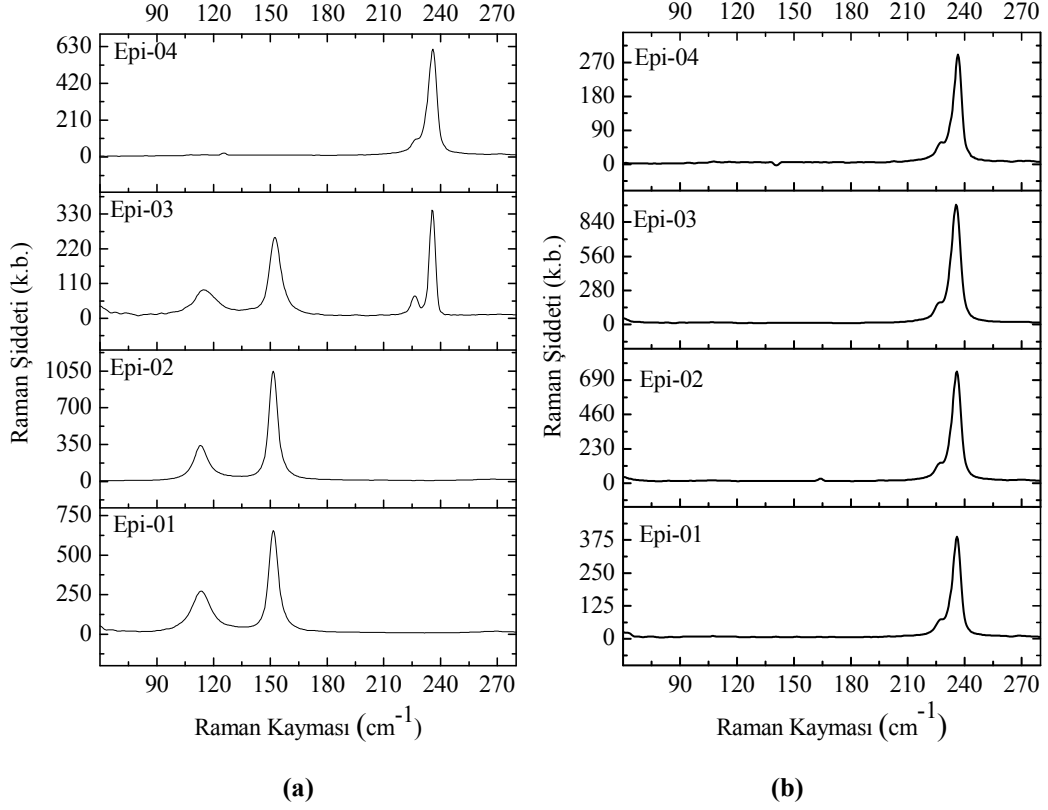 90 120 150 180 210 240 270
630
420
210
0
Epi-04
330
220
110
0
Epi-03
1050
700
350
0
Epi-02
750
500
250
0
Epi-01
90 120 150 180 210 240 270
Raman Şiddeti (k.b.)
Raman Kayması (cm⁻¹)
(a)
90 120 150 180 210 240 270
270
180
90
0
Epi-04
840
560
280
0
Epi-03
690
460
230
0
Epi-02
375
250
125
0
Epi-01
90 120 150 180 210 240 270
Raman Şiddeti (k.b.)
Raman Kayması (cm⁻¹)
(b)